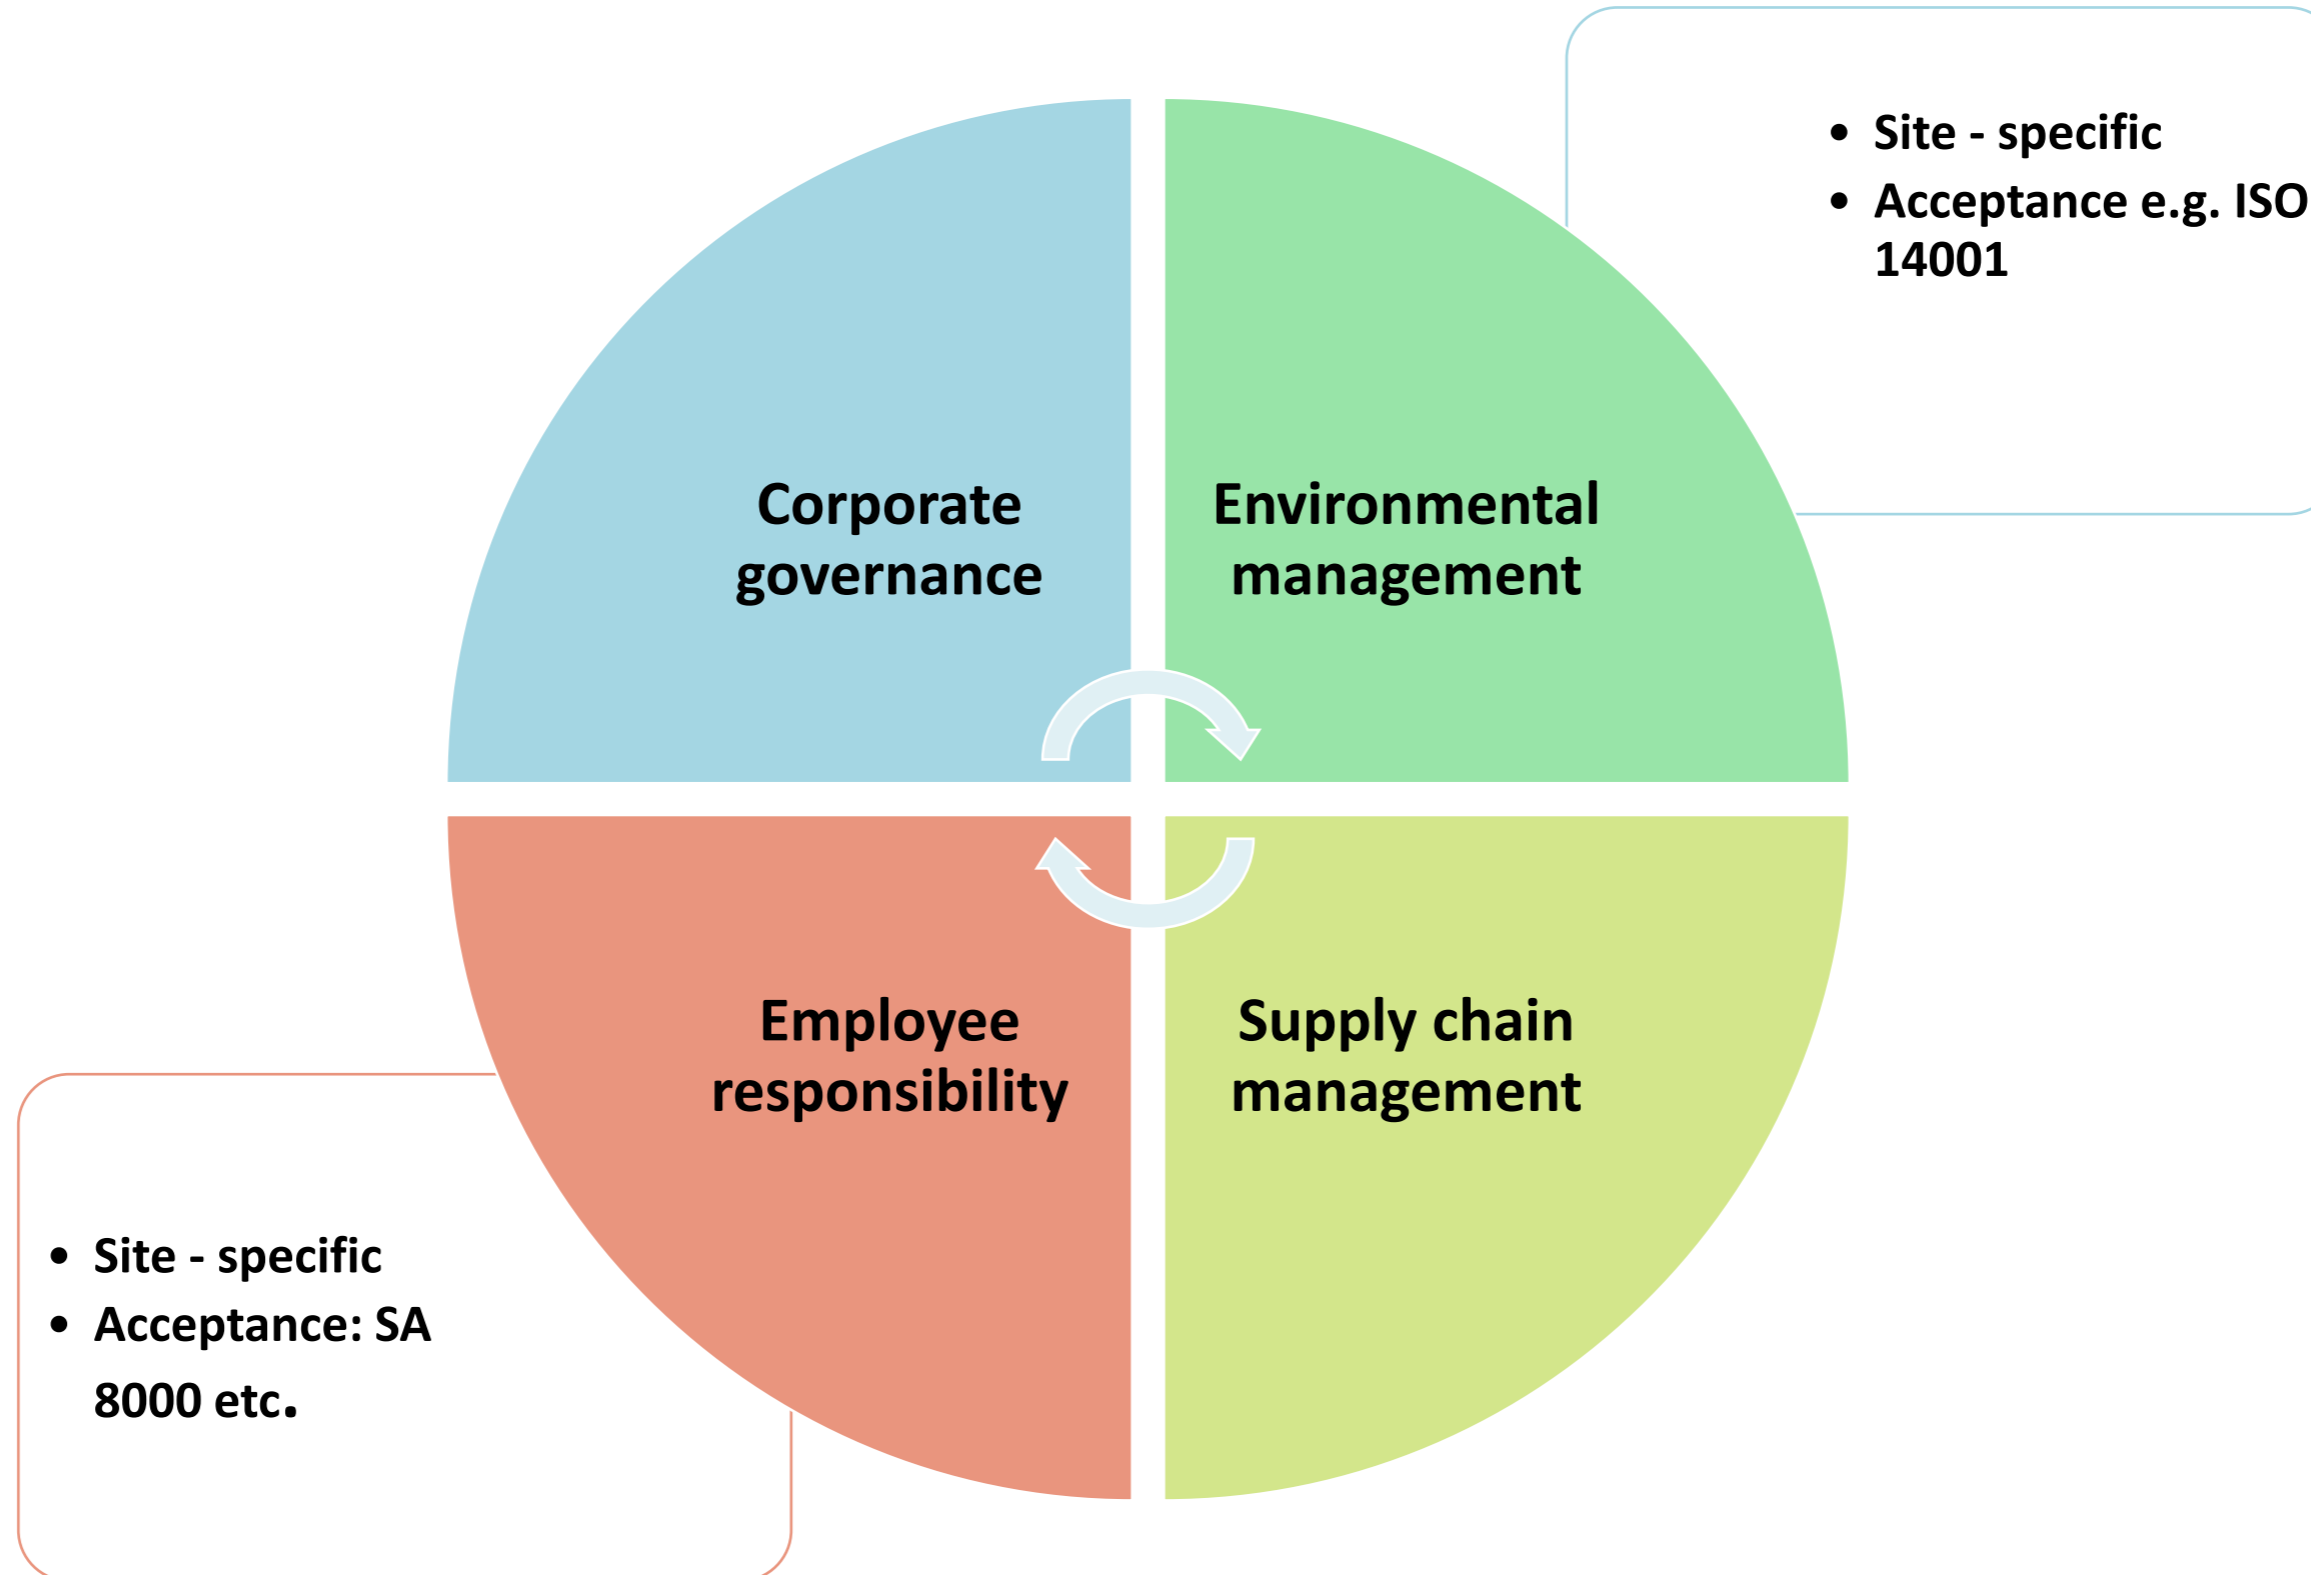 • Site - specific
• Acceptance e.g. ISO
14001
Corporate
governance
Environmental
management
Employee
responsibility
Supply chain
management
• Site - specific
• Acceptance: SA
8000 etc.